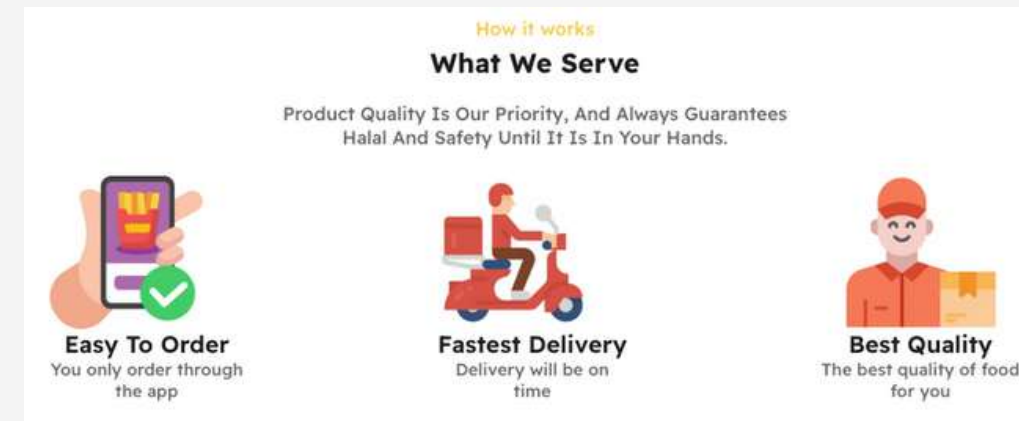 How it works
What We Serve
Product Quality Is Our Priority, And Always Guarantees
Halal And Safety Until It Is In Your Hands.
Easy To Order
You only order through
the app
Fastest Delivery
Delivery will be on
time
Best Quality
The best quality of food
for you